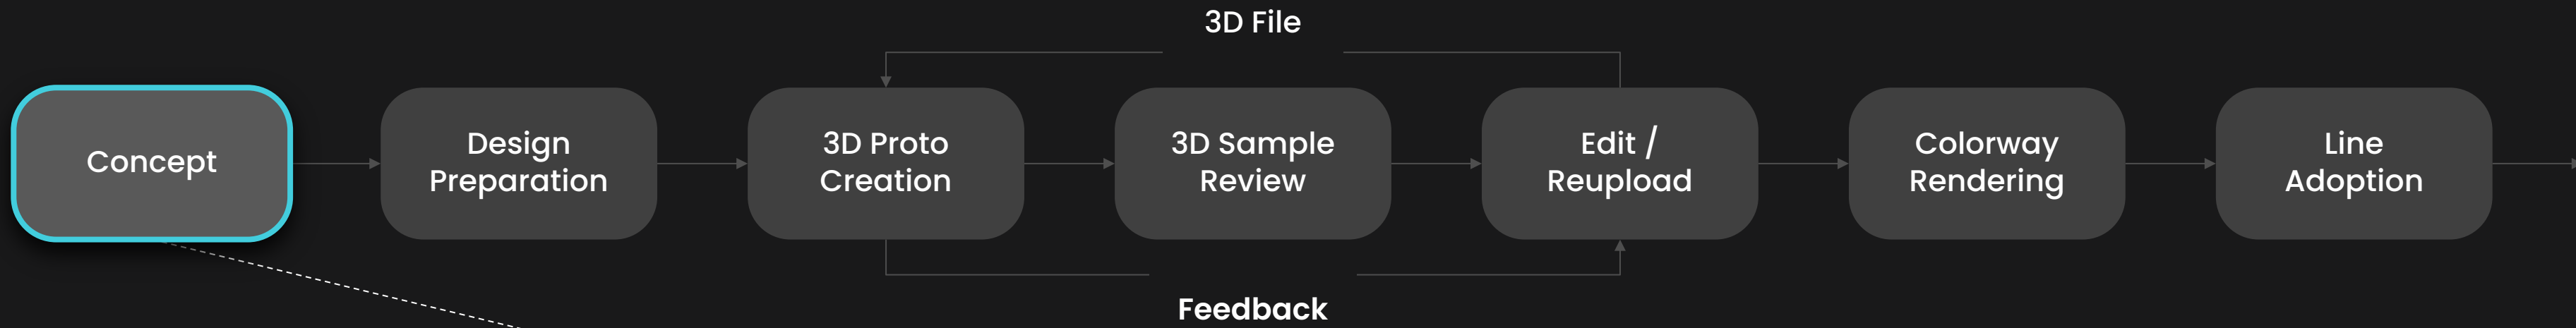 3D File
Concept
Design
Preparation
3D Proto
Creation
3D Sample
Review
Edit /
Reupload
Colorway
Rendering
Line
Adoption
Feedback